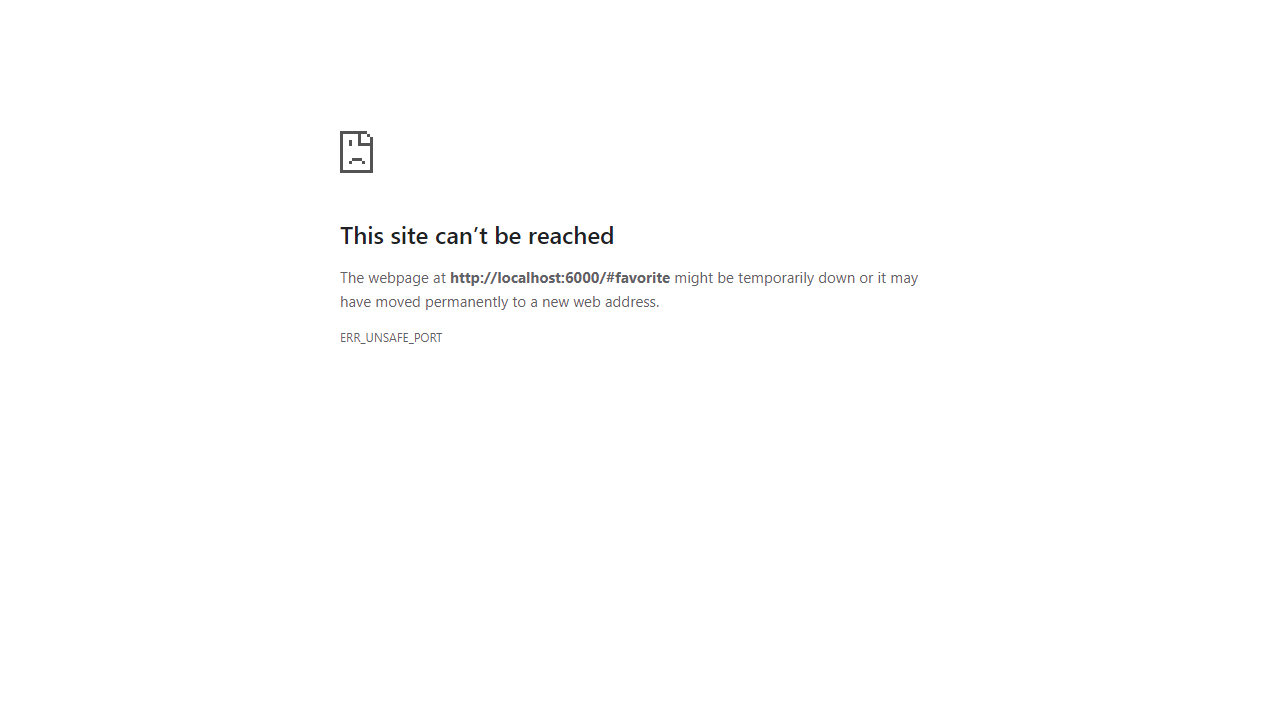 This site can’t be reached
The webpage at http://localhost:6000/#favorite might be temporarily down or it may
have moved permanently to a new web address.
ERR_UNSAFE_PORT